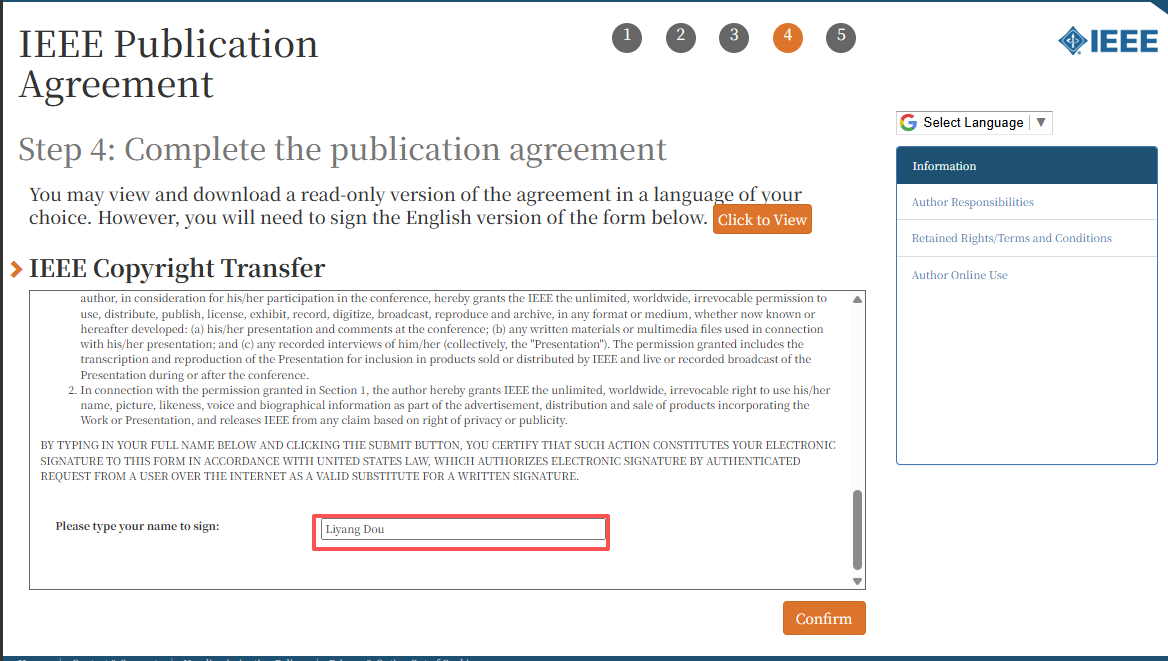 IEEE Publication
Agreement
1 2 3 4 5
IEEE
Select Language ▼
Step 4: Complete the publication agreement
You may view and download a read-only version of the agreement in a language of your
choice. However, you will need to sign the English version of the form below. Click to View
Information
Author Responsibilities
Retained Rights/Terms and Conditions
Author Online Use
IEEE Copyright Transfer
author, in consideration for his/her participation in the conference, hereby grants the IEEE the unlimited, worldwide, irrevocable permission to
use, distribute, publish, license, exhibit, record, digitize, broadcast, reproduce and archive, in any format or medium, whether now known or
hereafter developed: (a) his/her presentation and comments at the conference; (b) any written materials or multimedia files used in connection
with his/her presentation; and (c) any recorded interviews of him/her (collectively, the "Presentation"). The permission granted includes the
transcription and reproduction of the Presentation for inclusion in products sold or distributed by IEEE and live or recorded broadcast of the
Presentation during or after the conference.
2. In connection with the permission granted in Section 1, the author hereby grants IEEE the unlimited, worldwide, irrevocable right to use his/her
name, picture, likeness, voice and biographical information as part of the advertisement, distribution and sale of products incorporating the
Work or Presentation, and releases IEEE from any claim based on right of privacy or publicity.
BY TYPING IN YOUR FULL NAME BELOW AND CLICKING THE SUBMIT BUTTON, YOU CERTIFY THAT SUCH ACTION CONSTITUTES YOUR ELECTRONIC
SIGNATURE TO THIS FORM IN ACCORDANCE WITH UNITED STATES LAW, WHICH AUTHORIZES ELECTRONIC SIGNATURE BY AUTHENTICATED
REQUEST FROM A USER OVER THE INTERNET AS A VALID SUBSTITUTE FOR A WRITTEN SIGNATURE.
Please type your name to sign: Liyang Dou
Confirm